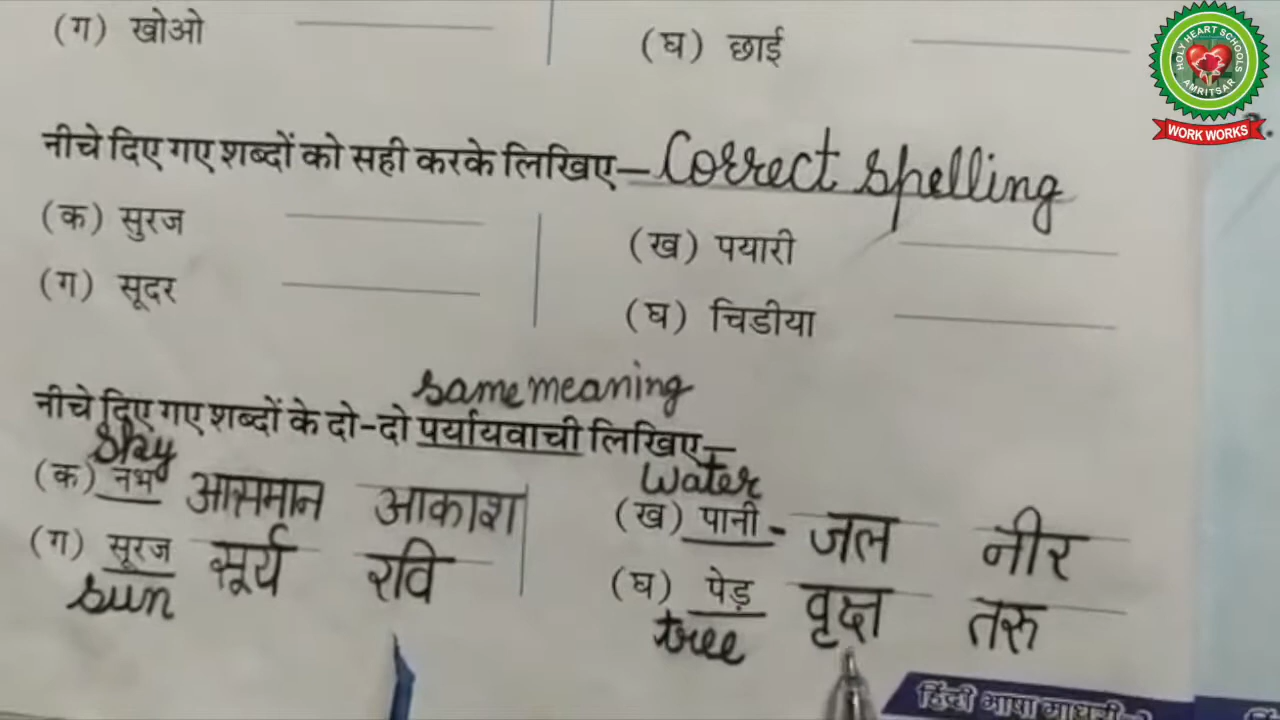 (ग) खोओ
(घ) छाई
HOLY HEART SCHOOLS
AMRITSAR
WORK WORKS
नीचे दिए गए शब्दों को सही करके लिखिए— Correct spelling
(क) सुरज
(ख) पयारी
(ग) सूदर
(घ) चिडीया
same meaning
नीचे दिए गए शब्दों के दो-दो पर्यायवाची लिखिए—
Sky
(क) नभ आसमान आकाश
Water
(ख) पानी - जल नीर
(ग) सूरज सूर्य रवि
sun
(घ) पेड़ वृक्ष तरु
tree
हिंदी भाषा माधुरी